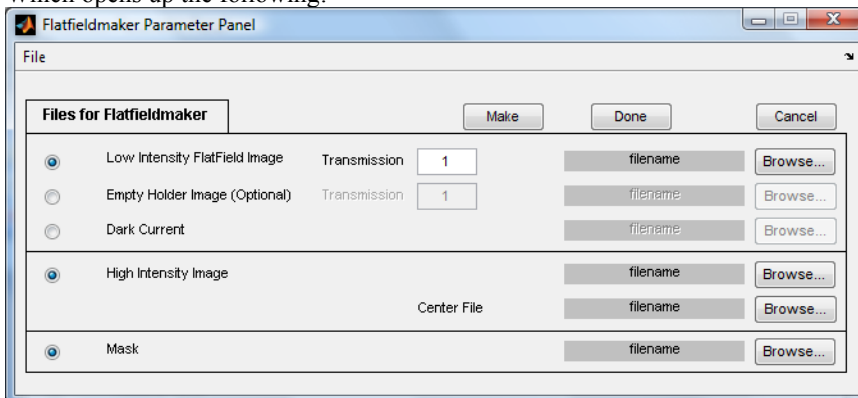 which opens up the following:
Flatfieldmaker Parameter Panel
File
Files for Flatfieldmaker Make Done Cancel
Low Intensity FlatField Image Transmission 1 filename Browse...
Empty Holder Image (Optional) Transmission 1 filename Browse...
Dark Current filename Browse...
High Intensity Image filename Browse...
Center File filename Browse...
Mask filename Browse...